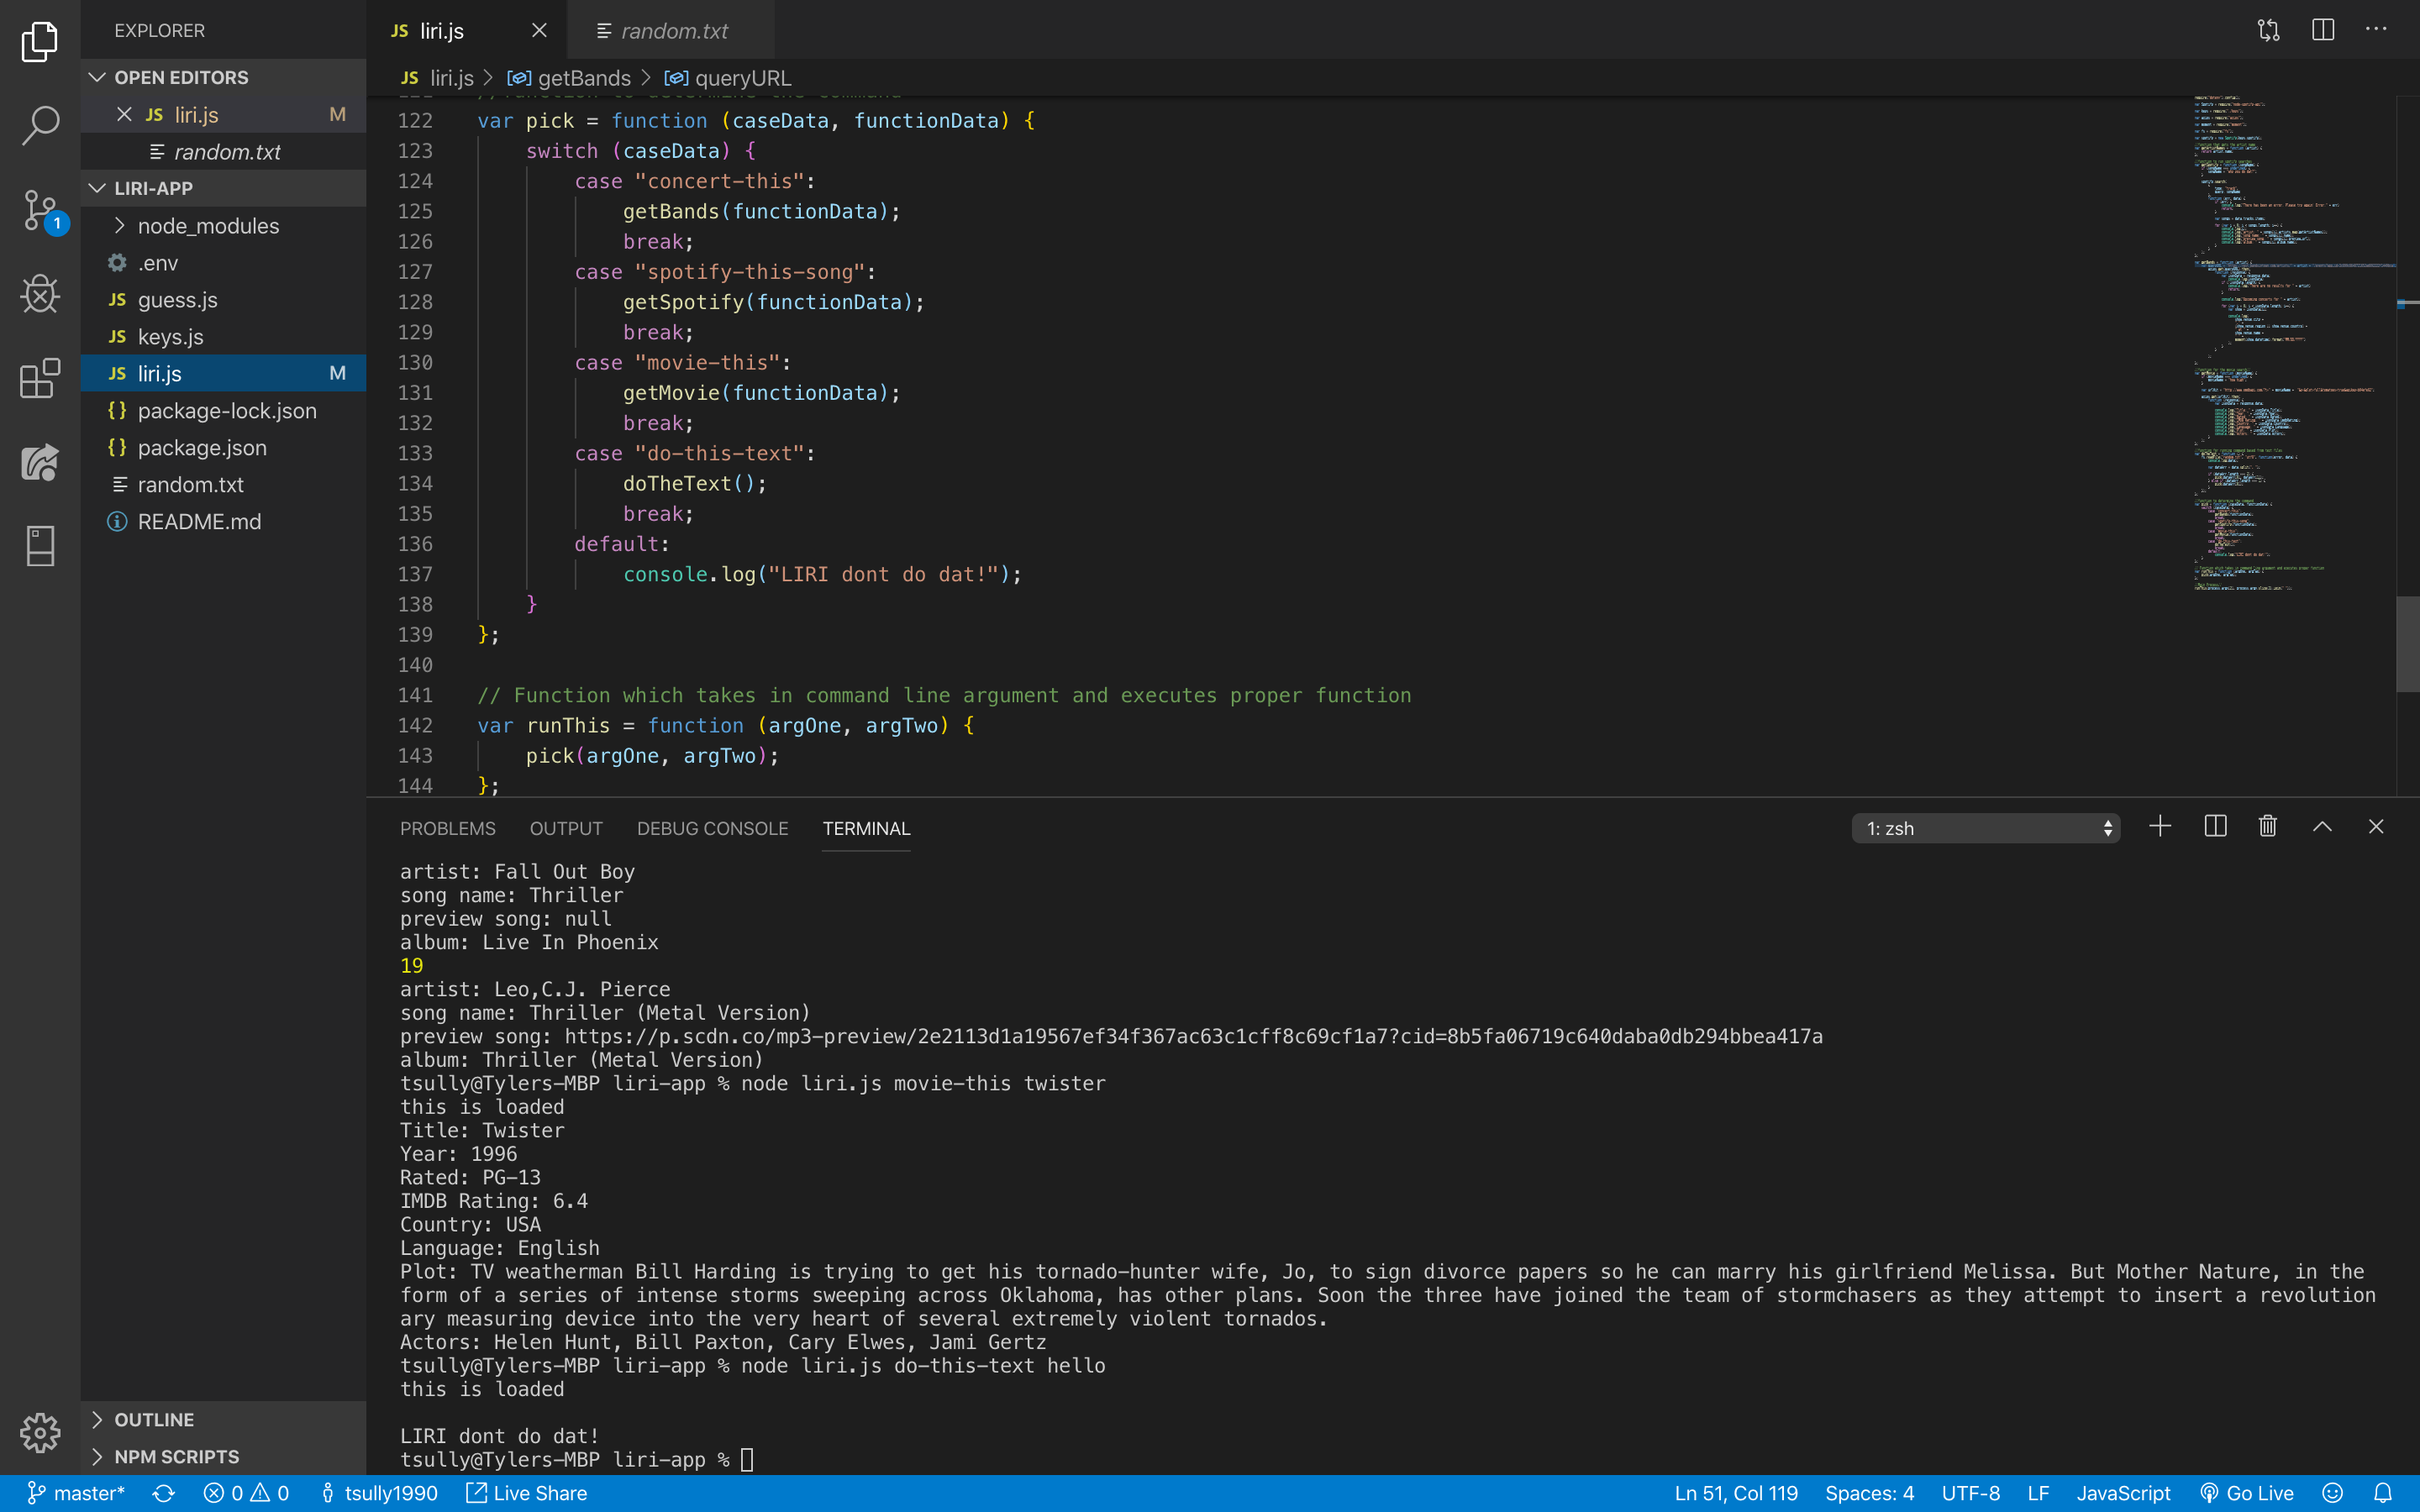 EXPLORER
OPEN EDITORS
JS liri.js M
random.txt
LIRI-APP
node_modules
.env
JS guess.js
JS keys.js
JS liri.js M
{} package-lock.json
{} package.json
random.txt
README.md
OUTLINE
NPM SCRIPTS
1
JS liri.js
random.txt
JS liri.js > getBands > queryURL
122 var pick = function (caseData, functionData) {
123 switch (caseData) {
124 case "concert-this":
125 getBands(functionData);
126 break;
127 case "spotify-this-song":
128 getSpotify(functionData);
129 break;
130 case "movie-this":
131 getMovie(functionData);
132 break;
133 case "do-this-text":
134 doTheText();
135 break;
136 default:
137 console.log("LIRI dont do dat!");
138 }
139 };
140
141 // Function which takes in command line argument and executes proper function
142 var runThis = function (argOne, argTwo) {
143 pick(argOne, argTwo);
144 };
PROBLEMS OUTPUT DEBUG CONSOLE TERMINAL 1: zsh
artist: Fall Out Boy
song name: Thriller
preview song: null
album: Live In Phoenix
19
artist: Leo,C.J. Pierce
song name: Thriller (Metal Version)
preview song: https://p.scdn.co/mp3-preview/2e2113d1a19567ef34f367ac63c1cff8c69cf1a7?cid=8b5fa06719c640daba0db294bbea417a
album: Thriller (Metal Version)
tsully@Tylers-MBP liri-app % node liri.js movie-this twister
this is loaded
Title: Twister
Year: 1996
Rated: PG-13
IMDB Rating: 6.4
Country: USA
Language: English
Plot: TV weatherman Bill Harding is trying to get his tornado-hunter wife, Jo, to sign divorce papers so he can marry his girlfriend Melissa. But Mother Nature, in the
form of a series of intense storms sweeping across Oklahoma, has other plans. Soon the three have joined the team of stormchasers as they attempt to insert a revolution
ary measuring device into the very heart of several extremely violent tornados.
Actors: Helen Hunt, Bill Paxton, Cary Elwes, Jami Gertz
tsully@Tylers-MBP liri-app % node liri.js do-this-text hello
this is loaded
LIRI dont do dat!
tsully@Tylers-MBP liri-app %
master* 0 0 tsully1990 Live Share Ln 51, Col 119 Spaces: 4 UTF-8 LF JavaScript Go Live